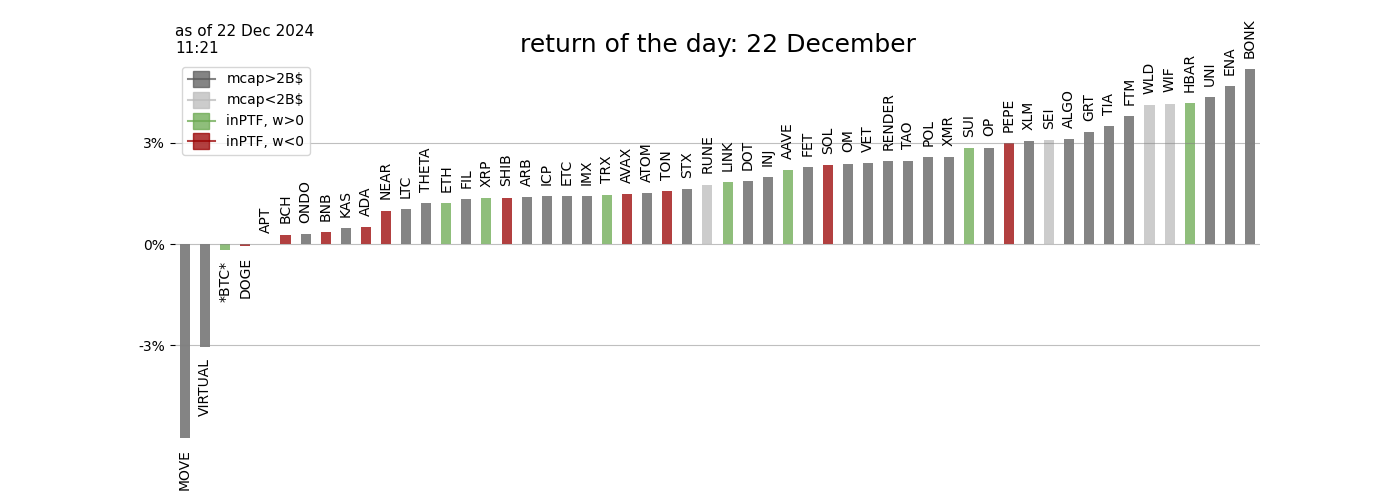 as of 22 Dec 2024
11:21
return of the day: 22 December
mcap>2B$
mcap<2B$
inPTF, w>0
inPTF, w<0
3%
0%
-3%
MOVE
VIRTUAL
*BTC*
DOGE
APT
BCH
ONDO
BNB
KAS
ADA
NEAR
LTC
THETA
ETH
FIL
XRP
SHIB
ARB
ICP
ETC
IMX
TRX
AVAX
ATOM
TON
STX
RUNE
LINK
DOT
INJ
AAVE
FET
SOL
OM
VET
RENDER
TAO
POL
XMR
SUI
OP
PEPE
XLM
SEI
ALGO
GRT
TIA
FTM
WLD
WIF
HBAR
UNI
ENA
BONK